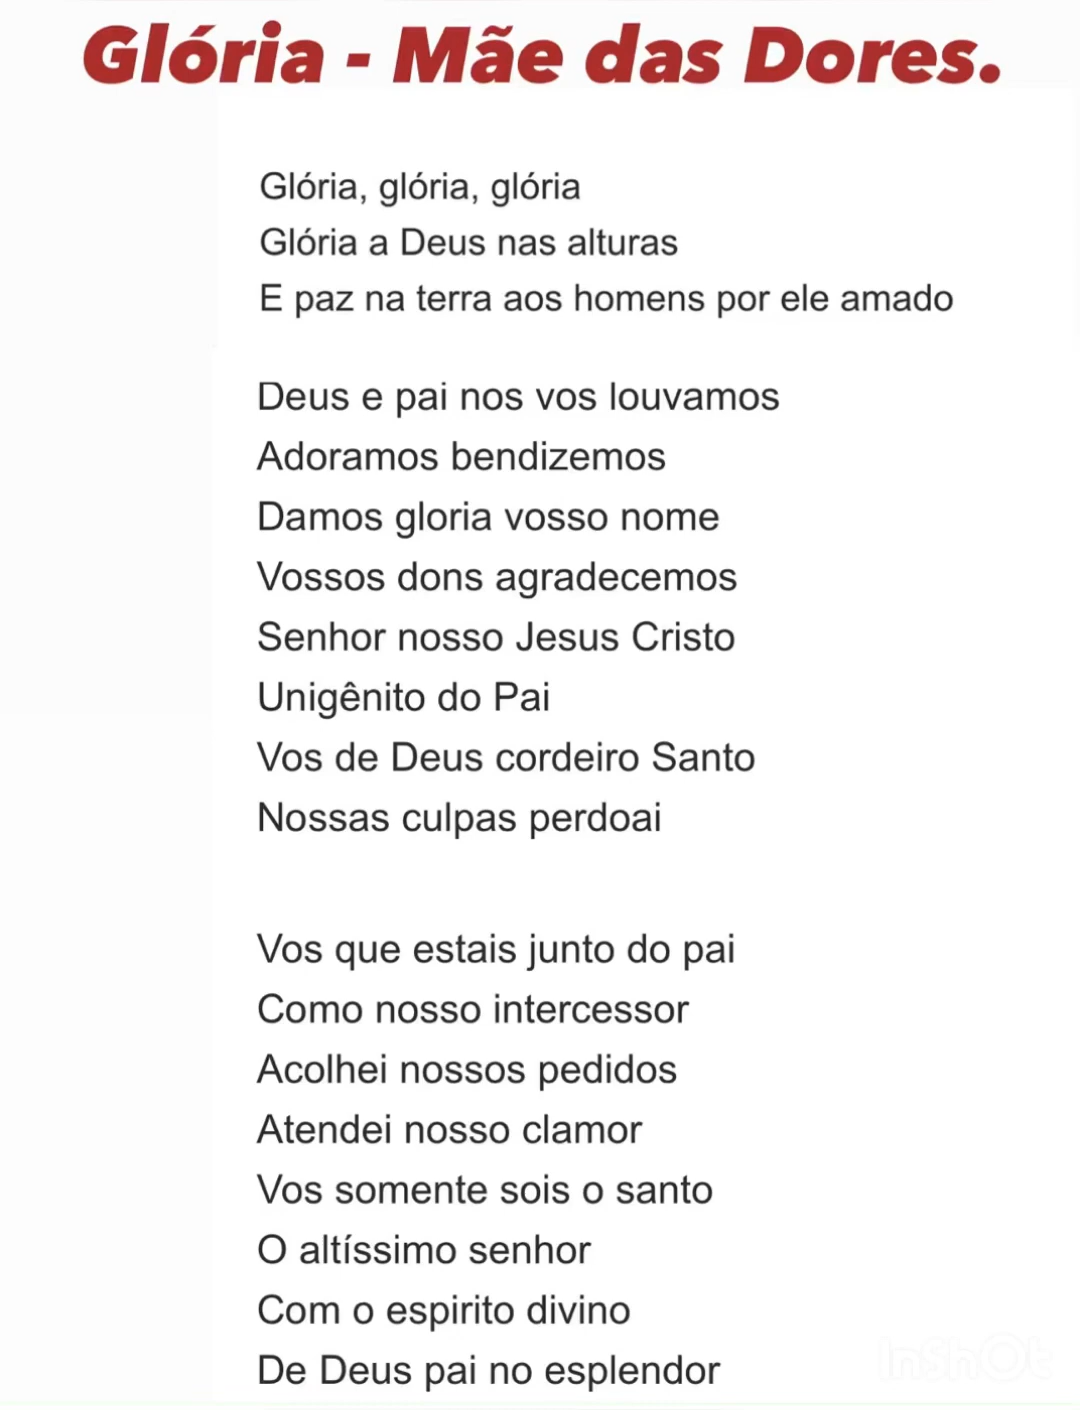 Glória - Mãe das Dores.
Glória, glória, glória
Glória a Deus nas alturas
E paz na terra aos homens por ele amado
Deus e pai nos vos louvamos
Adoramos bendizemos
Damos gloria vosso nome
Vossos dons agradecemos
Senhor nosso Jesus Cristo
Unigênito do Pai
Vos de Deus cordeiro Santo
Nossas culpas perdoai
Vos que estais junto do pai
Como nosso intercessor
Acolhei nossos pedidos
Atendei nosso clamor
Vos somente sois o santo
O altíssimo senhor
Com o espirito divino
De Deus pai no esplendor
InShOt